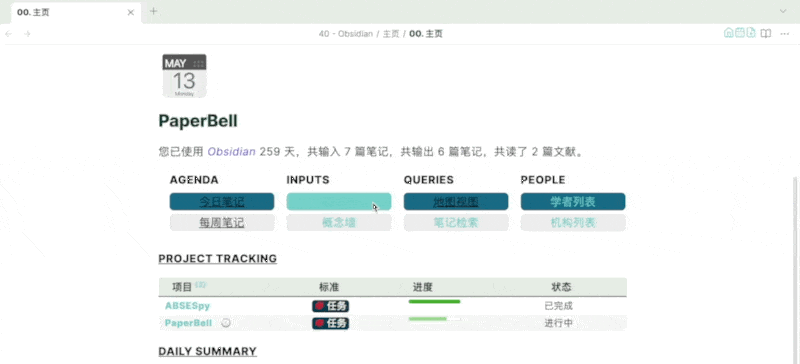 00. 主页
40 - Obsidian / 主页 / 00. 主页
MAY
13
Monday
PaperBell
您已使用 Obsidian 259 天，共输入 7 篇笔记，共输出 6 篇笔记，共读了 2 篇文献。
AGENDA INPUTS QUERIES PEOPLE
今日笔记 地图视图 学者列表
每周笔记 概念墙 笔记检索 机构列表
PROJECT TRACKING
项目 (2) 标准 进度 状态
ABSESpy 任务 已完成
PaperBell 任务 进行中
DAILY SUMMARY